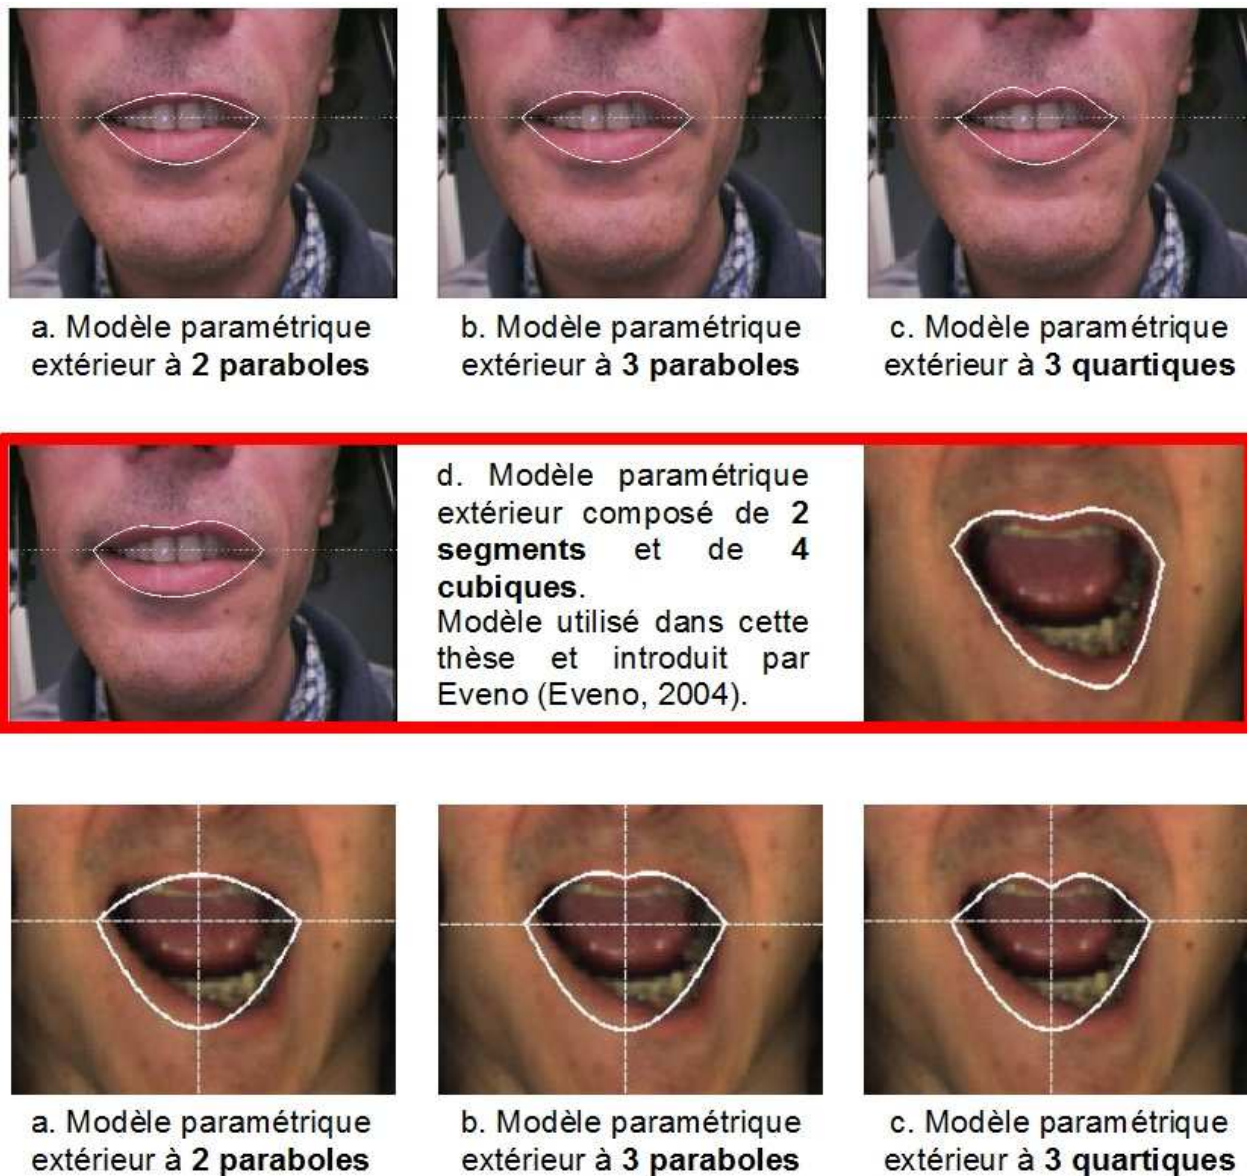 a. Modèle paramétrique
extérieur à 2 paraboles
b. Modèle paramétrique
extérieur à 3 paraboles
c. Modèle paramétrique
extérieur à 3 quartiques
d. Modèle paramétrique
extérieur composé de 2
segments et de 4
cubiques.
Modèle utilisé dans cette
thèse et introduit par
Eveno (Eveno, 2004).
a. Modèle paramétrique
extérieur à 2 paraboles
b. Modèle paramétrique
extérieur à 3 paraboles
c. Modèle paramétrique
extérieur à 3 quartiques